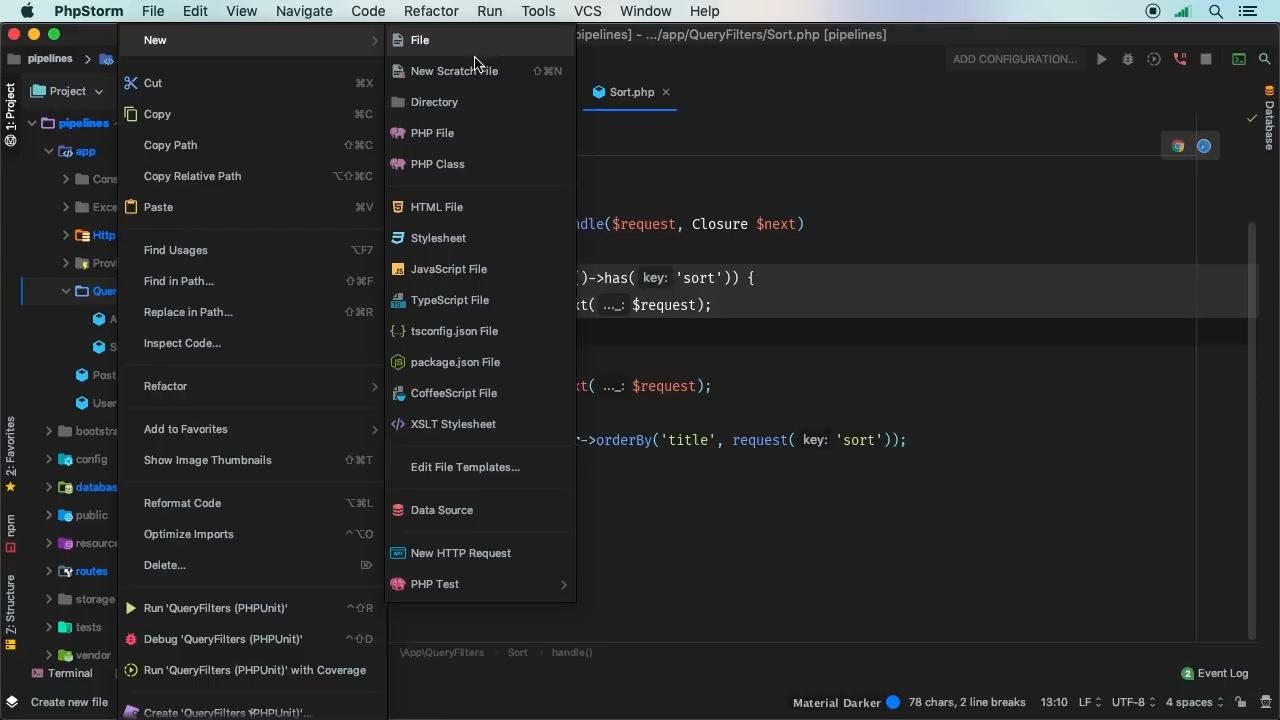 PhpStorm File Edit View Navigate Code Refactor Run Tools VCS Window Help
pipelines] - .../app/QueryFilters/Sort.php [pipelines]
pipelines
ADD CONFIGURATION...
1: Project
Project
Sort.php
Database
pipelines
app
Http
bootstra
config
databas
public
resourc
routes
storage
tests
vendor
2: Favorites
npm
7: Structure
New
Cut ⌘X
Copy ⌘C
Copy Path ⇧⌘C
Copy Relative Path ⌥⇧⌘C
Paste ⌘V
Find Usages ⌥F7
Find in Path... ⇧⌘F
Replace in Path... ⇧⌘R
Inspect Code...
Refactor
Add to Favorites
Show Image Thumbnails ⇧⌘T
Reformat Code ⌥⌘L
Optimize Imports ⌃⌥O
Delete... ⌦
Run 'QueryFilters (PHPUnit)' ⌃⇧R
Debug 'QueryFilters (PHPUnit)' ⌃⇧D
Run 'QueryFilters (PHPUnit)' with Coverage
Create 'QueryFilters (PHPUnit)'...
File
New Scratch File ⇧⌘N
Directory
PHP File
PHP Class
HTML File
Stylesheet
JavaScript File
TypeScript File
tsconfig.json File
package.json File
CoffeeScript File
XSLT Stylesheet
Edit File Templates...
Data Source
New HTTP Request
PHP Test
ndle($request, Closure $next)
()->has( key: 'sort')) {
xt( ..._: $request);
xt( ..._: $request);
r->orderBy('title', request( key: 'sort'));
\App\QueryFilters › Sort › handle()
Terminal
2 Event Log
Create new file
Material Darker 78 chars, 2 line breaks 13:10 LF UTF-8 4 spaces